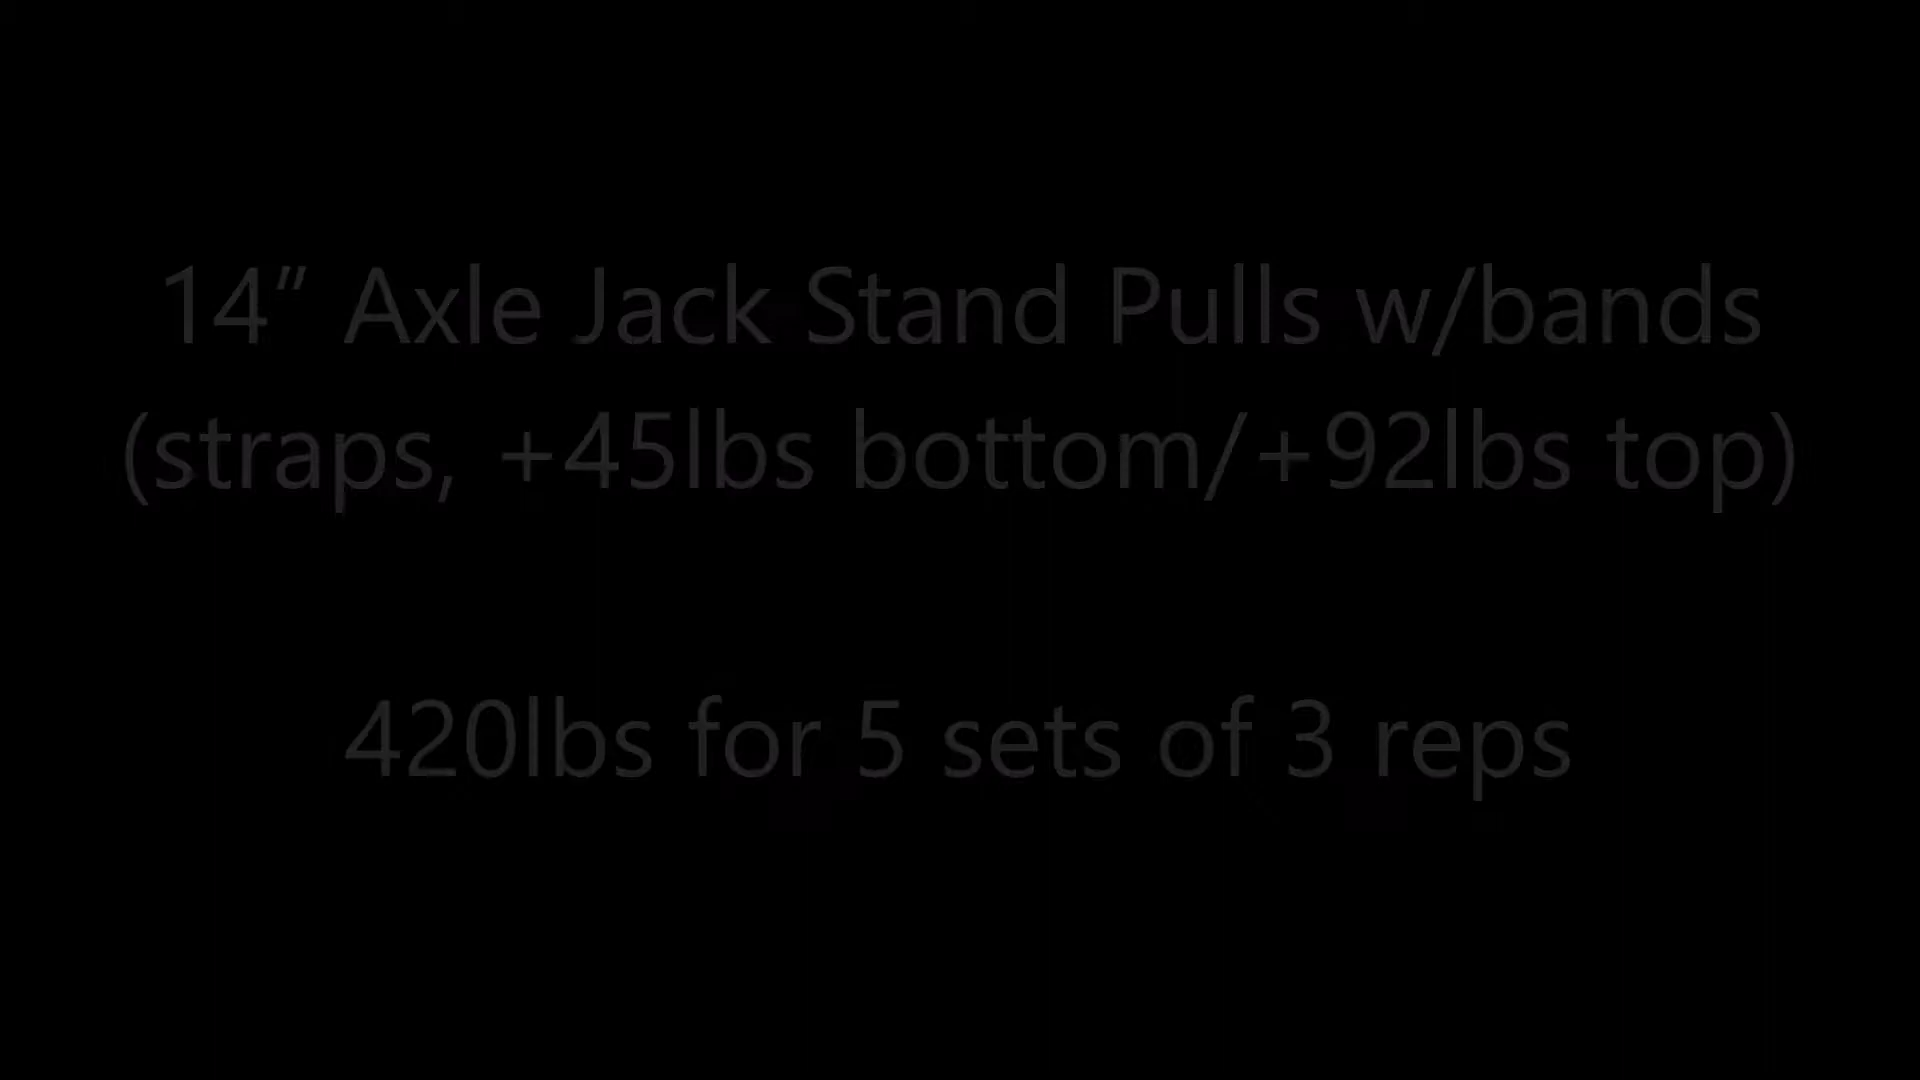 14" Axle Jack Stand Pulls w/bands
(straps, +45lbs bottom/+92lbs top)
420lbs for 5 sets of 3 reps